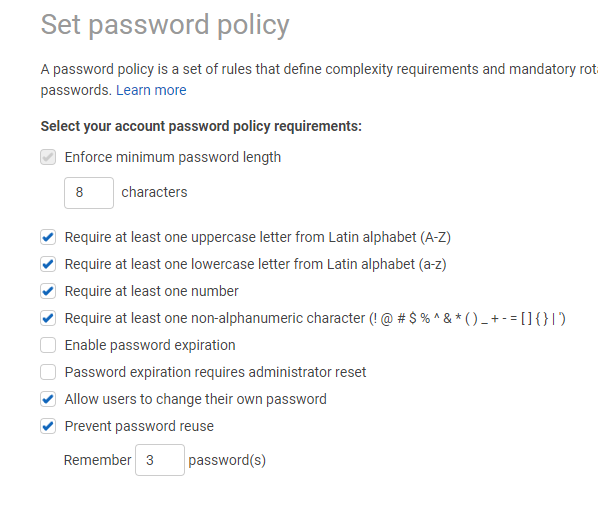 Set password policy
A password policy is a set of rules that define complexity requirements and mandatory
passwords. Learn more
Select your account password policy requirements:
Enforce minimum password length
8 characters
Require at least one uppercase letter from Latin alphabet (A-Z)
Require at least one lowercase letter from Latin alphabet (a-z)
Require at least one number
Require at least one non-alphanumeric character (! @ # $ % ^ & * ( ) _ + - = [ ] { } | ')
Enable password expiration
Password expiration requires administrator reset
Allow users to change their own password
Prevent password reuse
Remember 3 password(s)